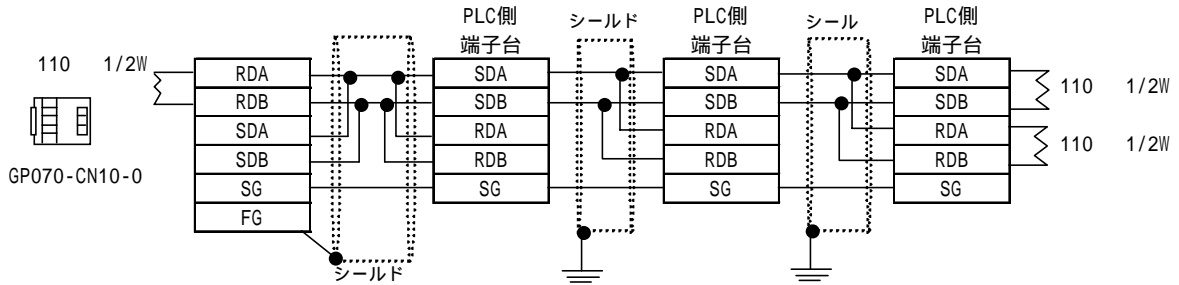 PLC側
端子台
シールド
PLC側
端子台
シール
PLC側
端子台
110 1/2W
GP070-CN10-0
RDA
RDB
SDA
SDB
SG
FG
シールド
SDA
SDB
RDA
RDB
SG
SDA
SDB
RDA
RDB
SG
SDA
SDB
RDA
RDB
SG
110 1/2W
110 1/2W